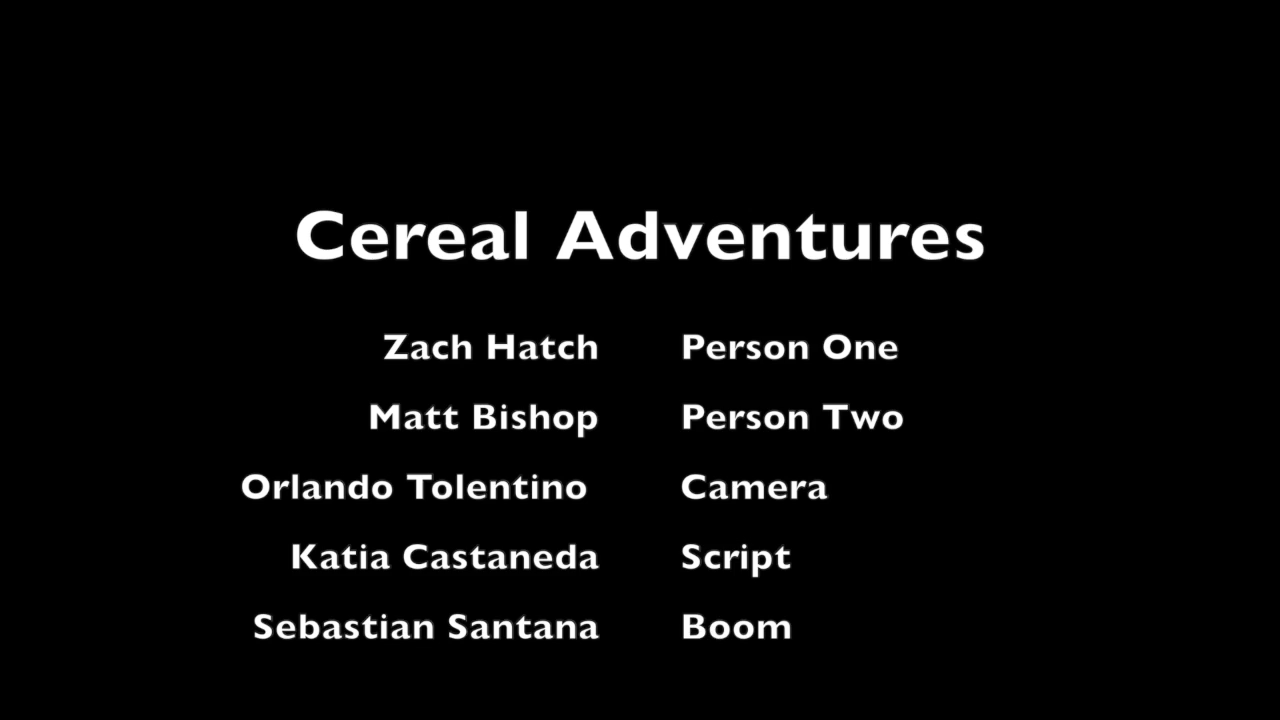 Cereal Adventures
Zach Hatch Person One
Matt Bishop Person Two
Orlando Tolentino Camera
Katia Castaneda Script
Sebastian Santana Boom